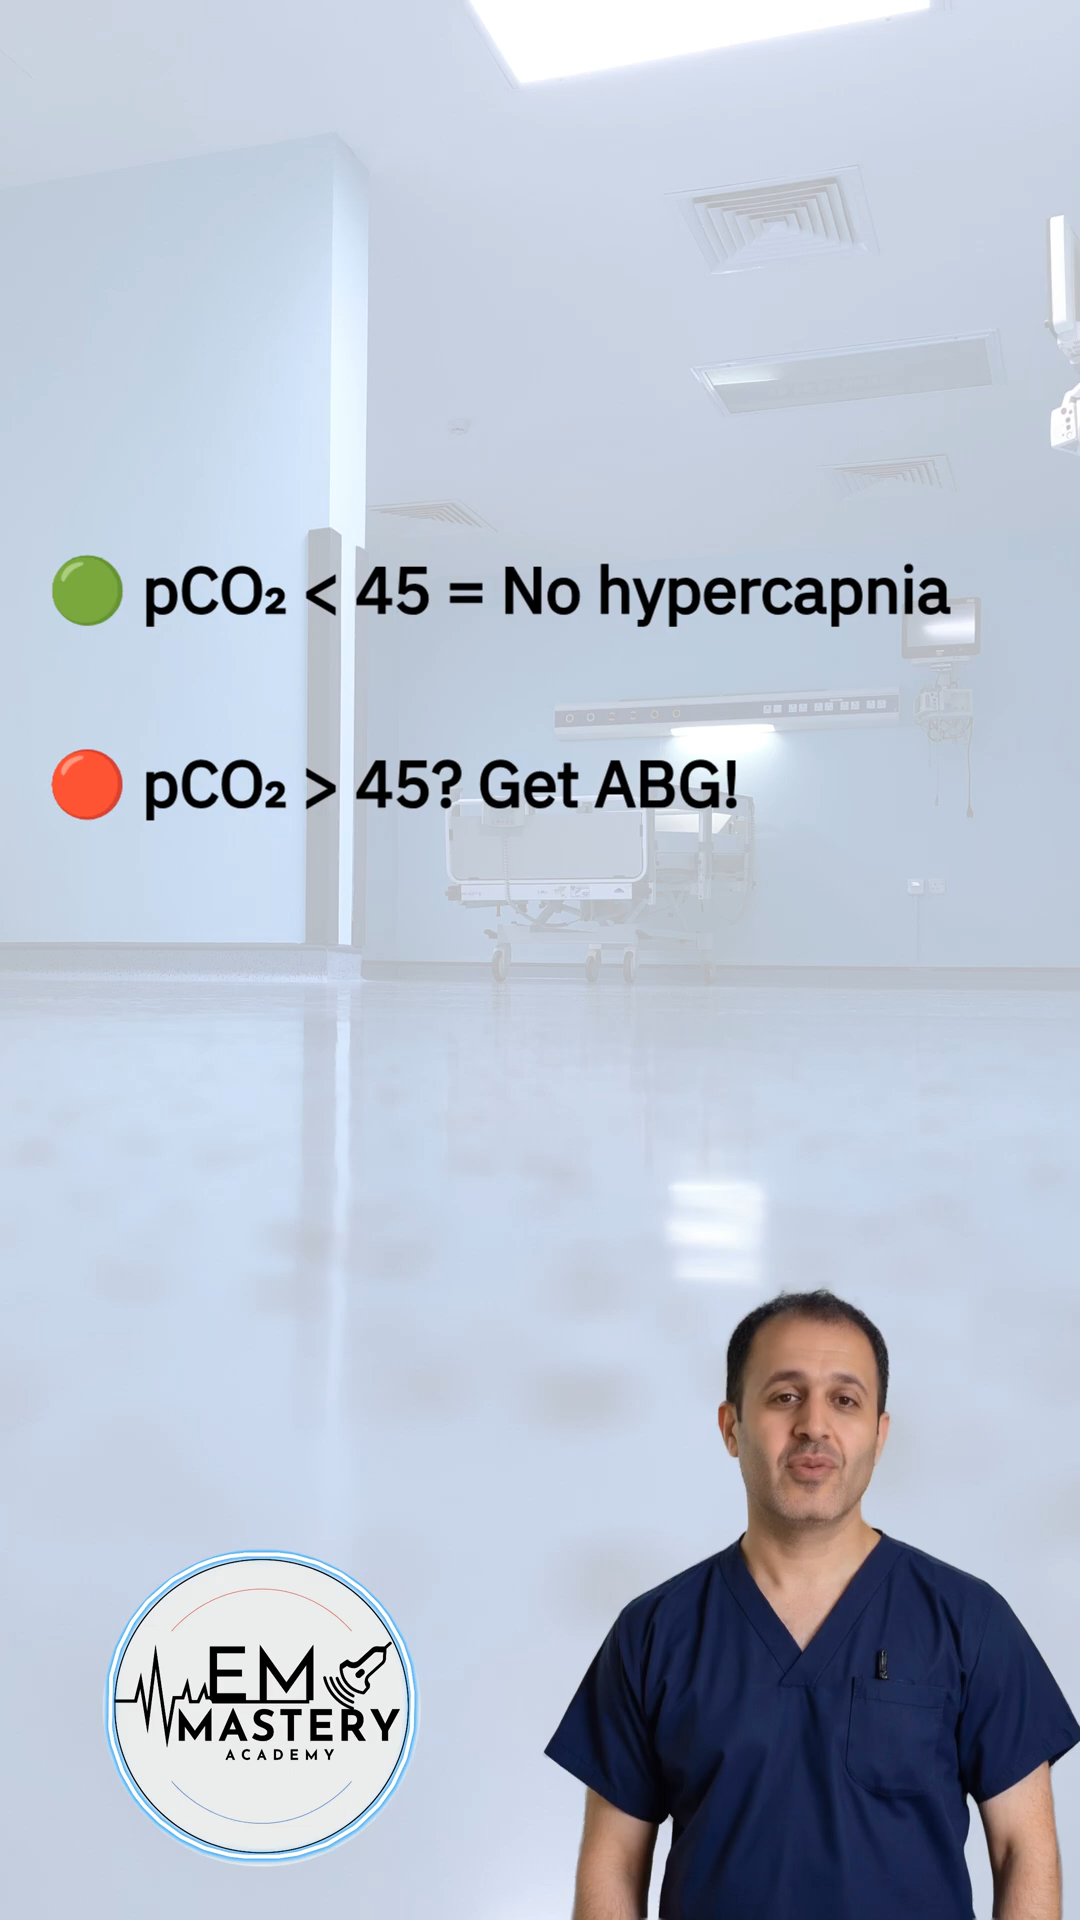 🟢 pCO₂ < 45 = No hypercapnia
🔴 pCO₂ > 45? Get ABG!
EM
MASTERY
ACADEMY